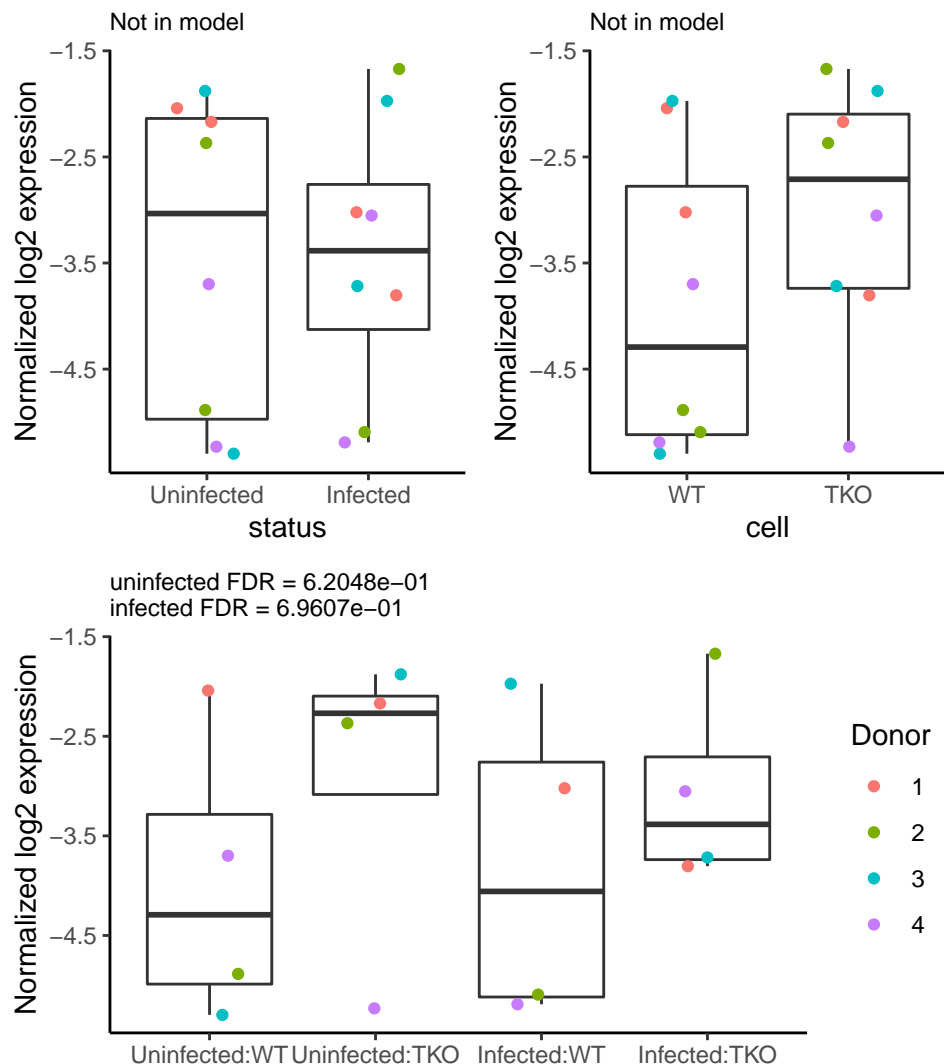 Not in model
Normalized log2 expression
−1.5
−2.5
−3.5
−4.5
Uninfected
Infected
status
Not in model
Normalized log2 expression
−1.5
−2.5
−3.5
−4.5
WT
TKO
cell
uninfected FDR = 6.2048e−01
infected FDR = 6.9607e−01
Normalized log2 expression
−1.5
−2.5
−3.5
−4.5
Uninfected:WT
Uninfected:TKO
Infected:WT
Infected:TKO
Donor
1
2
3
4